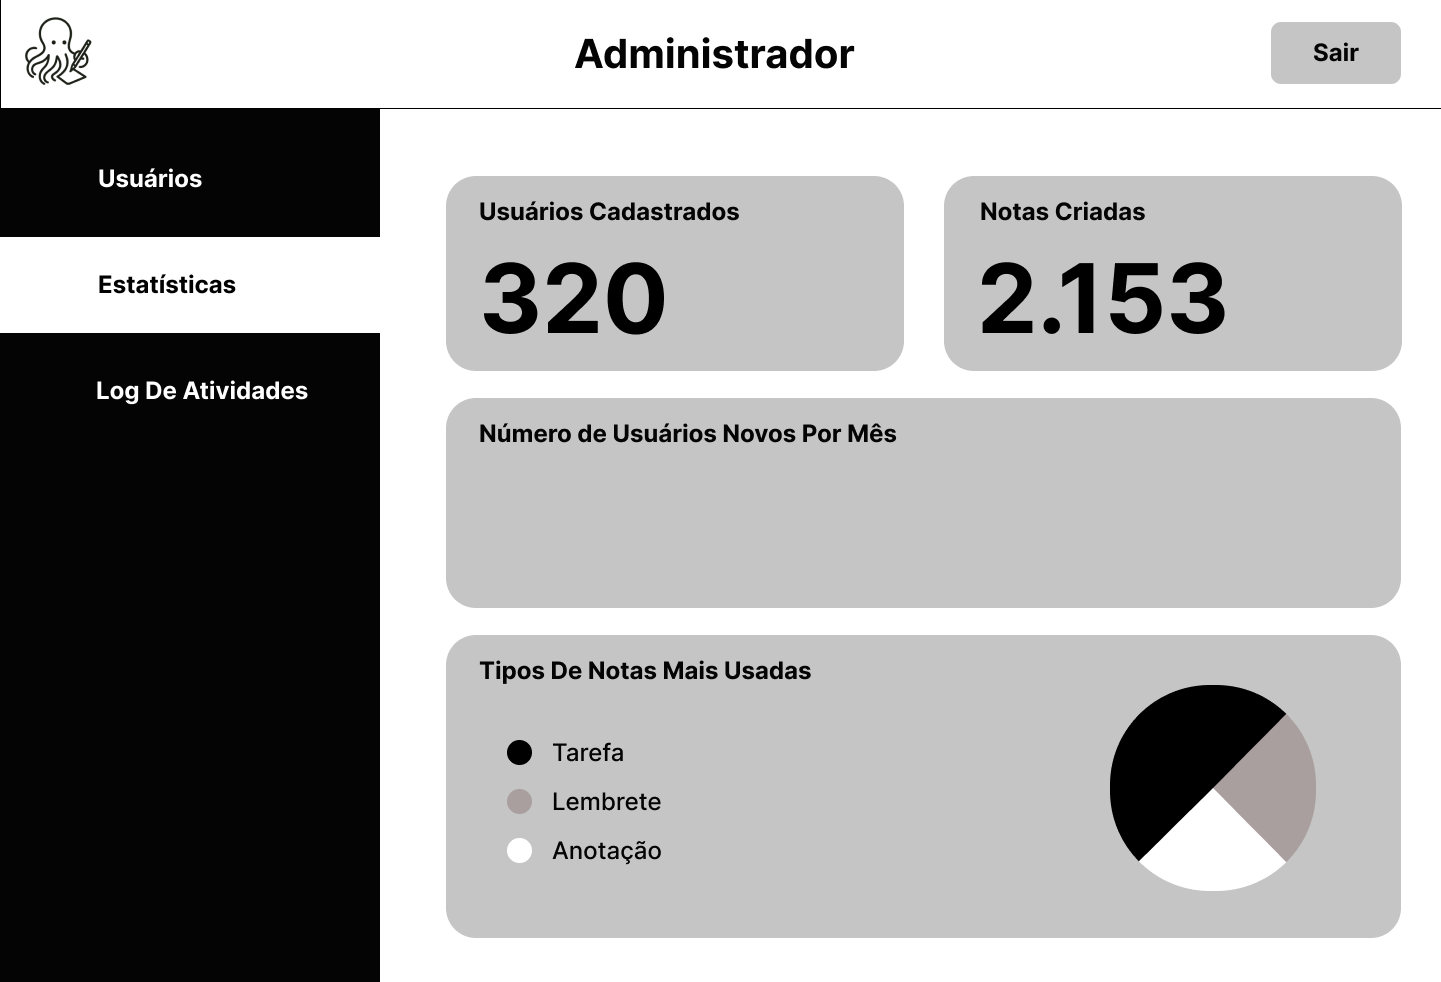 Administrador
Sair
Usuários
Estatísticas
Log De Atividades
Usuários Cadastrados
320
Notas Criadas
2.153
Número de Usuários Novos Por Mês
Tipos De Notas Mais Usadas
Tarefa
Lembrete
Anotação